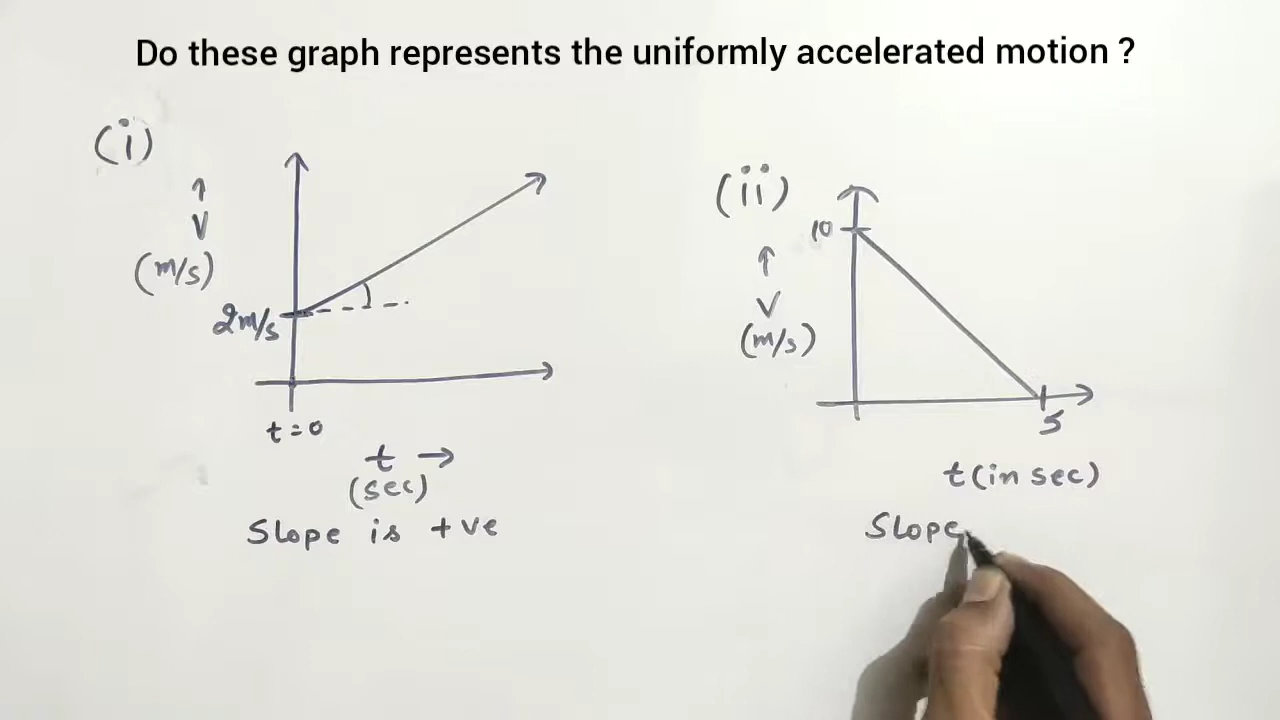 Do these graph represents the uniformly accelerated motion ?
(i)
V
(m/s)
2m/s
t = 0
t →
(sec)
Slope is +ve
(ii)
10
V
(m/s)
5
t (in sec)
Slope